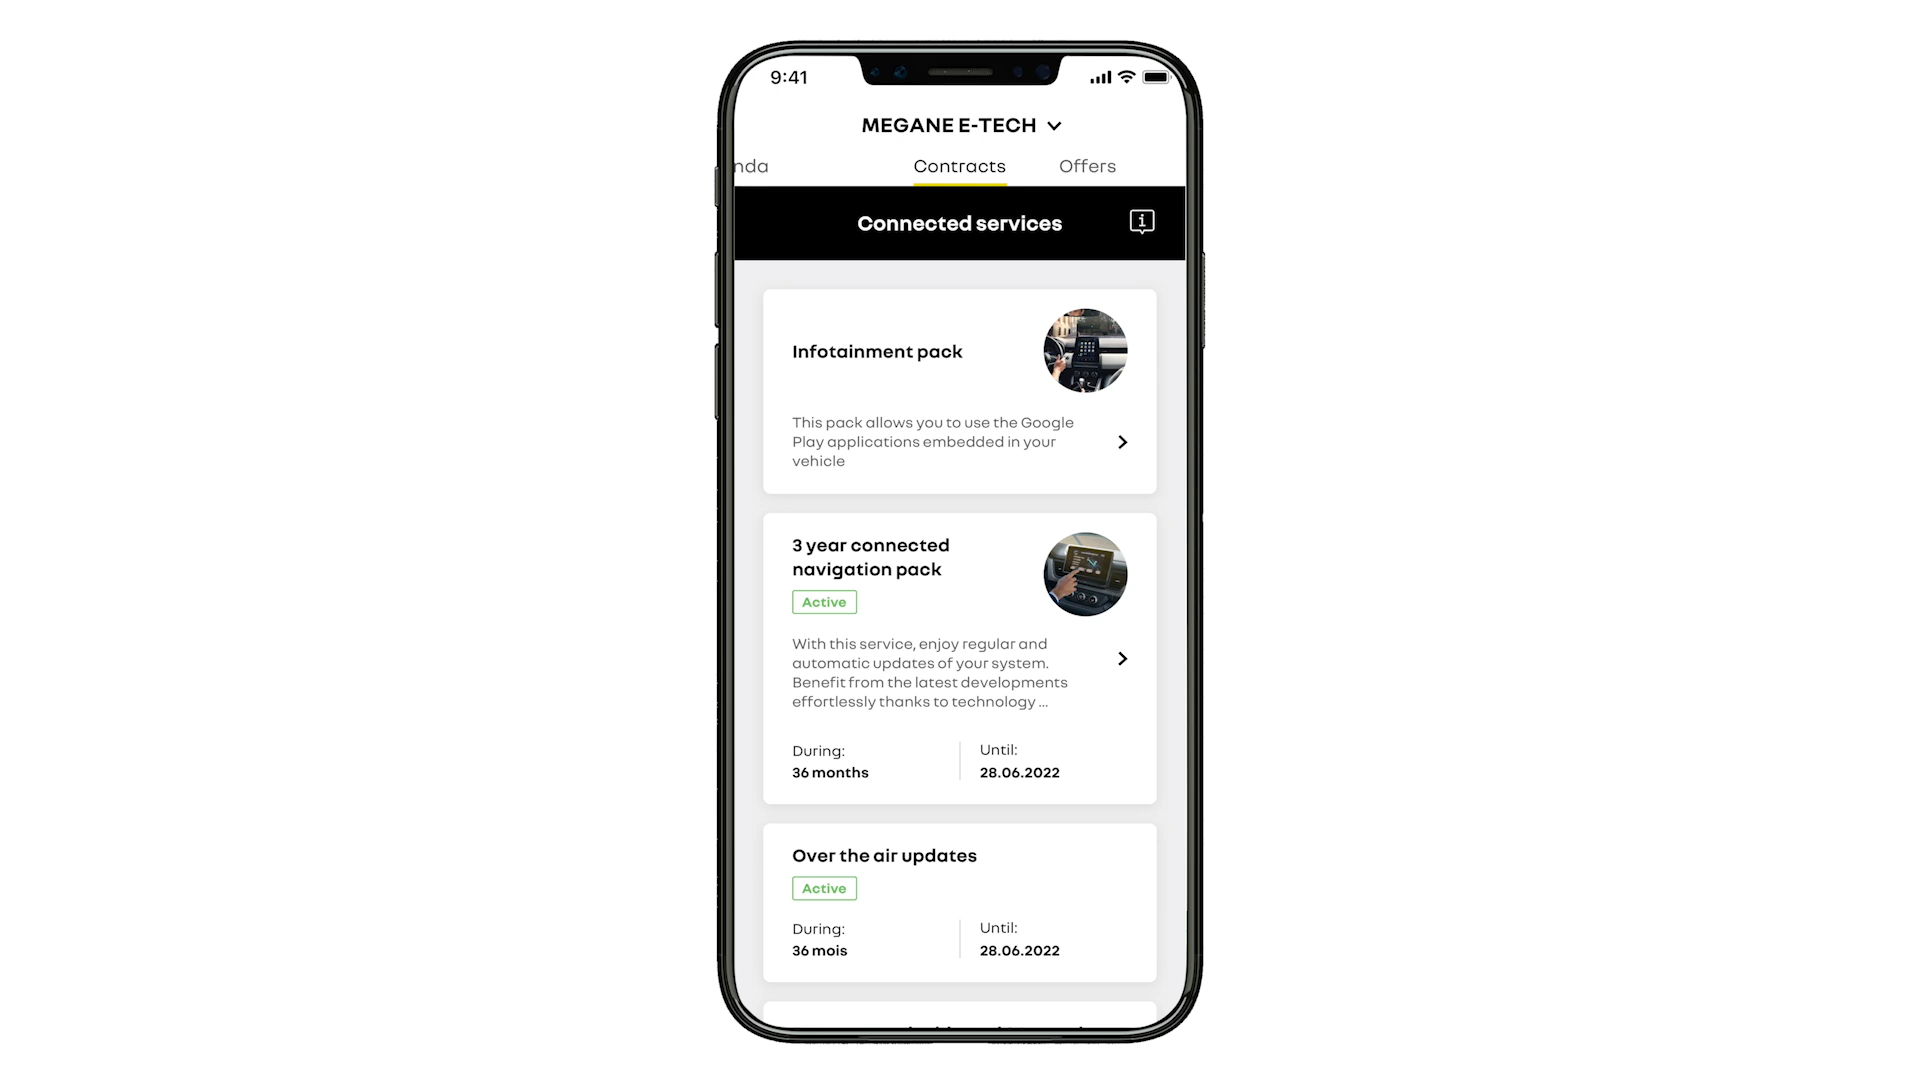 9:41
MEGANE E-TECH
nda
Contracts
Offers
Connected services
Infotainment pack
This pack allows you to use the Google
Play applications embedded in your
vehicle
3 year connected
navigation pack
Active
With this service, enjoy regular and
automatic updates of your system.
Benefit from the latest developments
effortlessly thanks to technology ...
During:
36 months
Until:
28.06.2022
Over the air updates
Active
During:
36 mois
Until:
28.06.2022